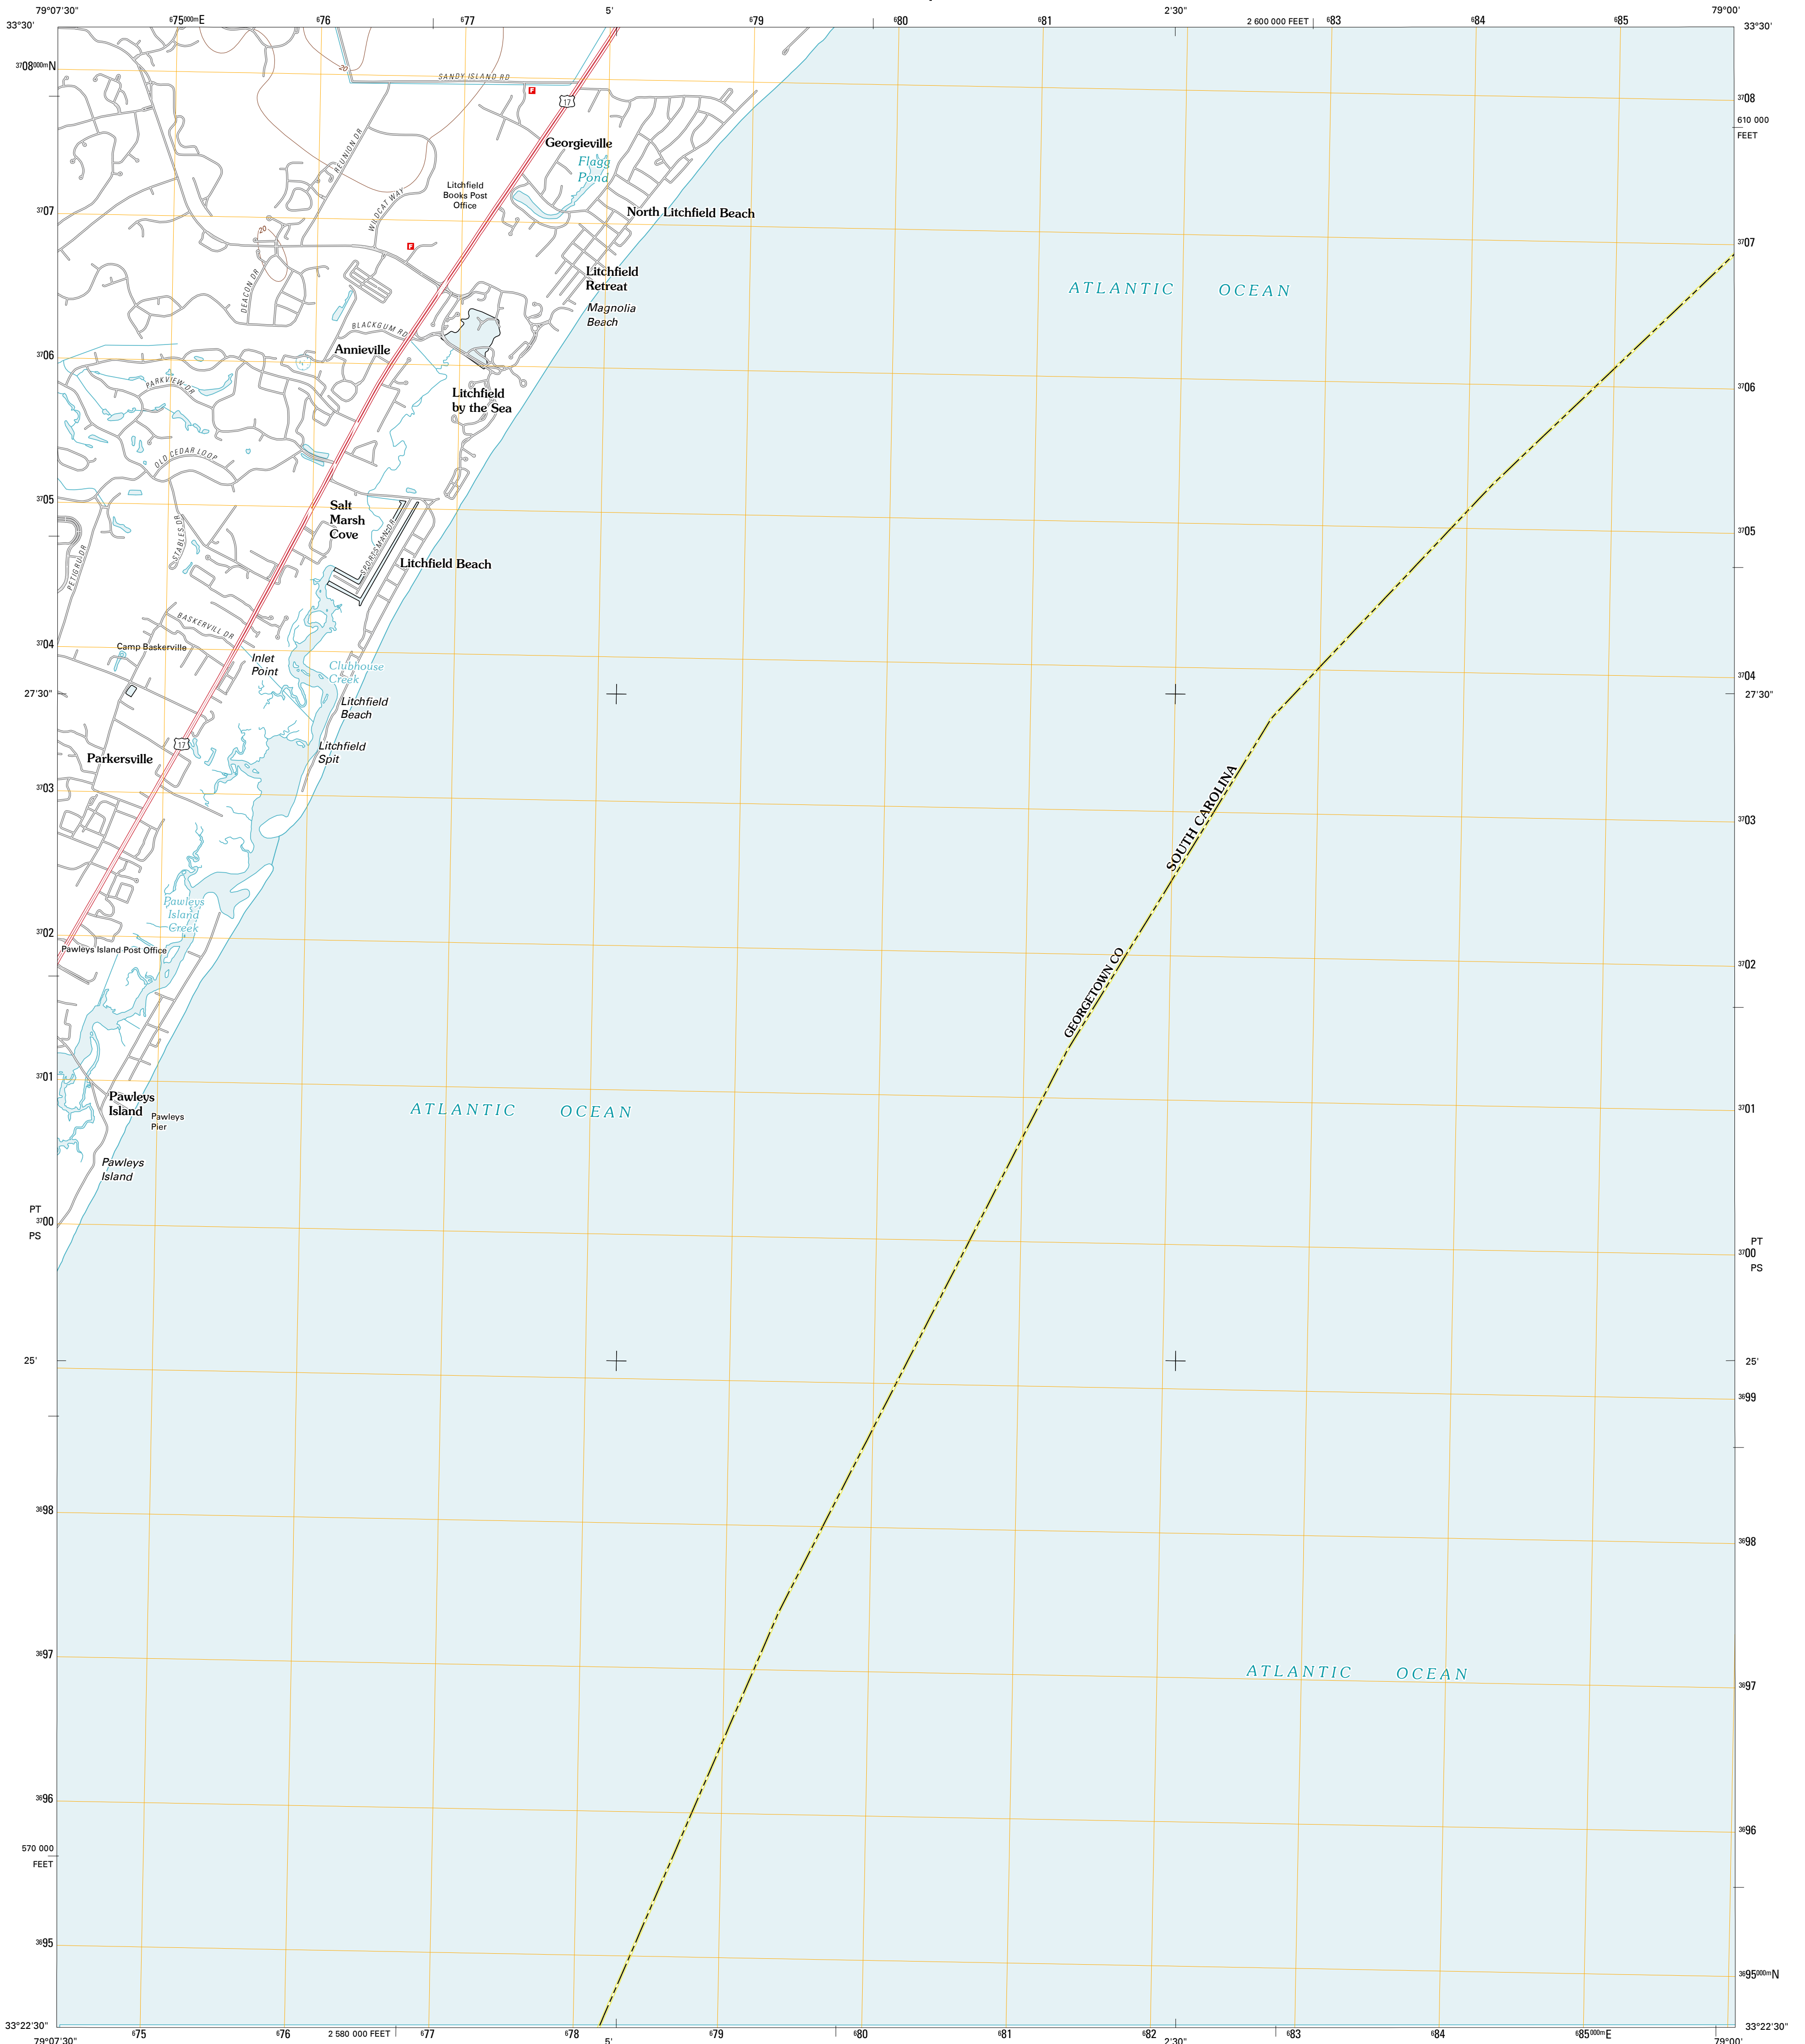 79°07'30"
⁶75⁰⁰⁰ᵐE
⁶76
⁶77
5'
⁶79
⁶80
⁶81
2'30"
2 600 000 FEET
⁶83
⁶84
⁶85
79°00'
33°30'
33°30'
³⁷08⁰⁰⁰ᵐN
20
SANDY ISLAND RD
F
17
³⁷08
610 000
FEET
REUNION DR
Georgieville
Flagg
Pond
Litchfield
Books Post
Office
WILDCAT WAY
³⁷07
North Litchfield Beach
20
F
³⁷07
DEACON DR
Litchfield
Retreat
ATLANTIC OCEAN
Magnolia
Beach
BLACKGUM RD
Annieville
³⁷06
PARKVIEW DR
Litchfield
by the Sea
³⁷06
OLD CEDAR LOOP
³⁷05
Salt
Marsh
Cove
STABLES DR
SPORTSMAN DR
³⁷05
PETIGRU DR
Litchfield Beach
BASKERVILL DR
³⁷04
Camp Baskerville
Inlet
Point
Clubhouse
Creek
³⁷04
27'30"
27'30"
Litchfield
Beach
17
Litchfield
Spit
Parkersville
³⁷03
SOUTH CAROLINA
³⁷03
Pawleys
Island
Creek
³⁷02
Pawleys Island Post Office
GEORGETOWN CO
³⁷02
³⁷01
Pawleys
Island
Pawleys
Pier
ATLANTIC OCEAN
³⁷01
Pawleys
Island
PT
³⁷00
PS
PT
³⁷00
PS
25'
25'
³⁶99
³⁶98
³⁶98
³⁶97
ATLANTIC OCEAN
³⁶97
³⁶96
³⁶96
570 000
FEET
³⁶95
³⁶95⁰⁰⁰ᵐN
33°22'30"
33°22'30"
79°07'30"
⁶75
⁶76
2 580 000 FEET
⁶77
⁶78
5'
⁶79
⁶80
⁶81
⁶82
2'30"
⁶83
⁶84
⁶85⁰⁰⁰ᵐE
79°00'